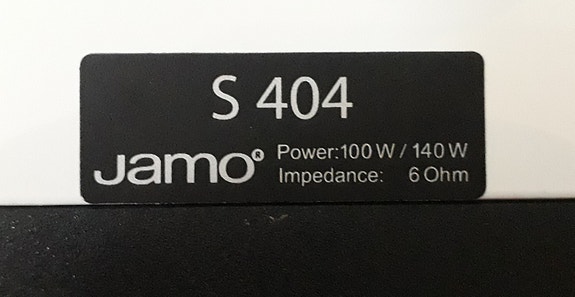 S 404
Jamo®
Power:100 W / 140 W
Impedance: 6 Ohm